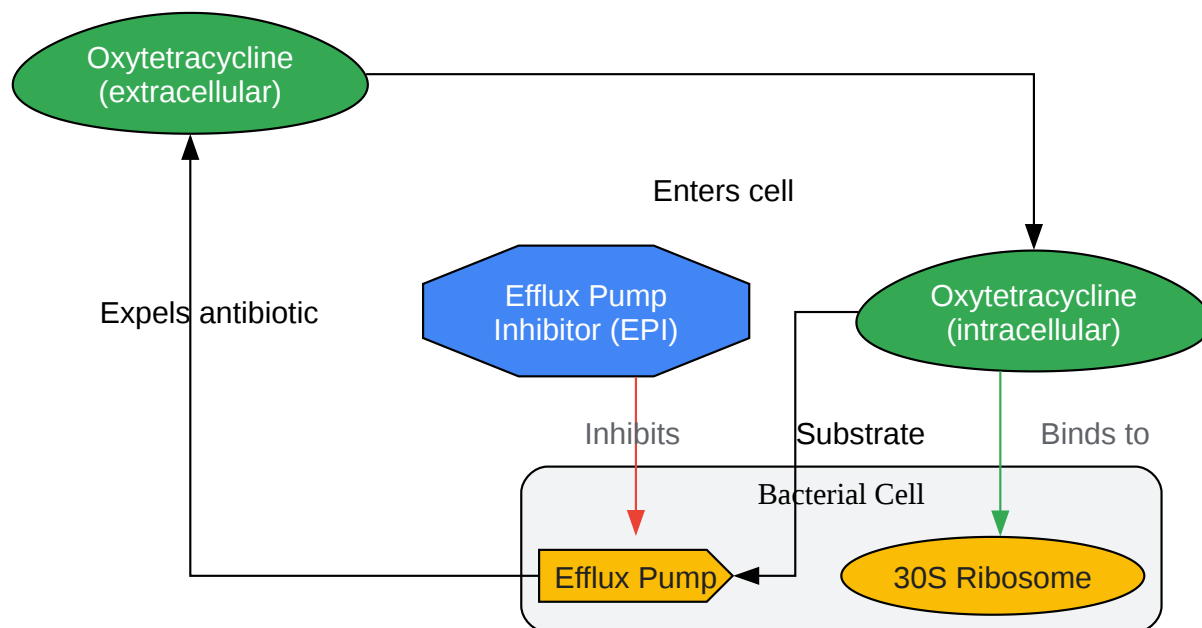 Oxytetracycline
(extracellular)
Enters cell
Efflux Pump
Inhibitor (EPI)
Oxytetracycline
(intracellular)
Expels antibiotic
Inhibits
Substrate
Binds to
Bacterial Cell
Efflux Pump
30S Ribosome